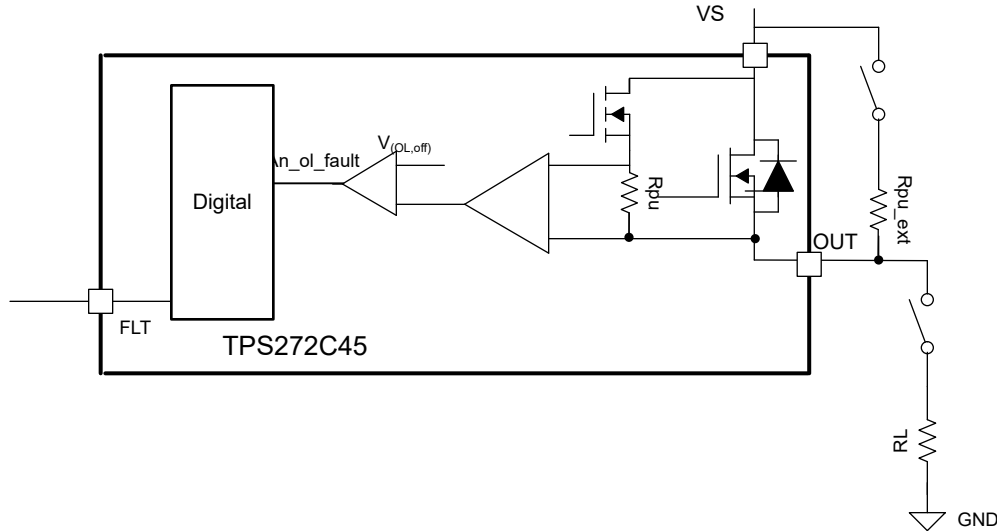 VS
V(OL,off)
An_ol_fault
Digital
Rpu
Rpu_ext
OUT
FLT
TPS272C45
RL
GND